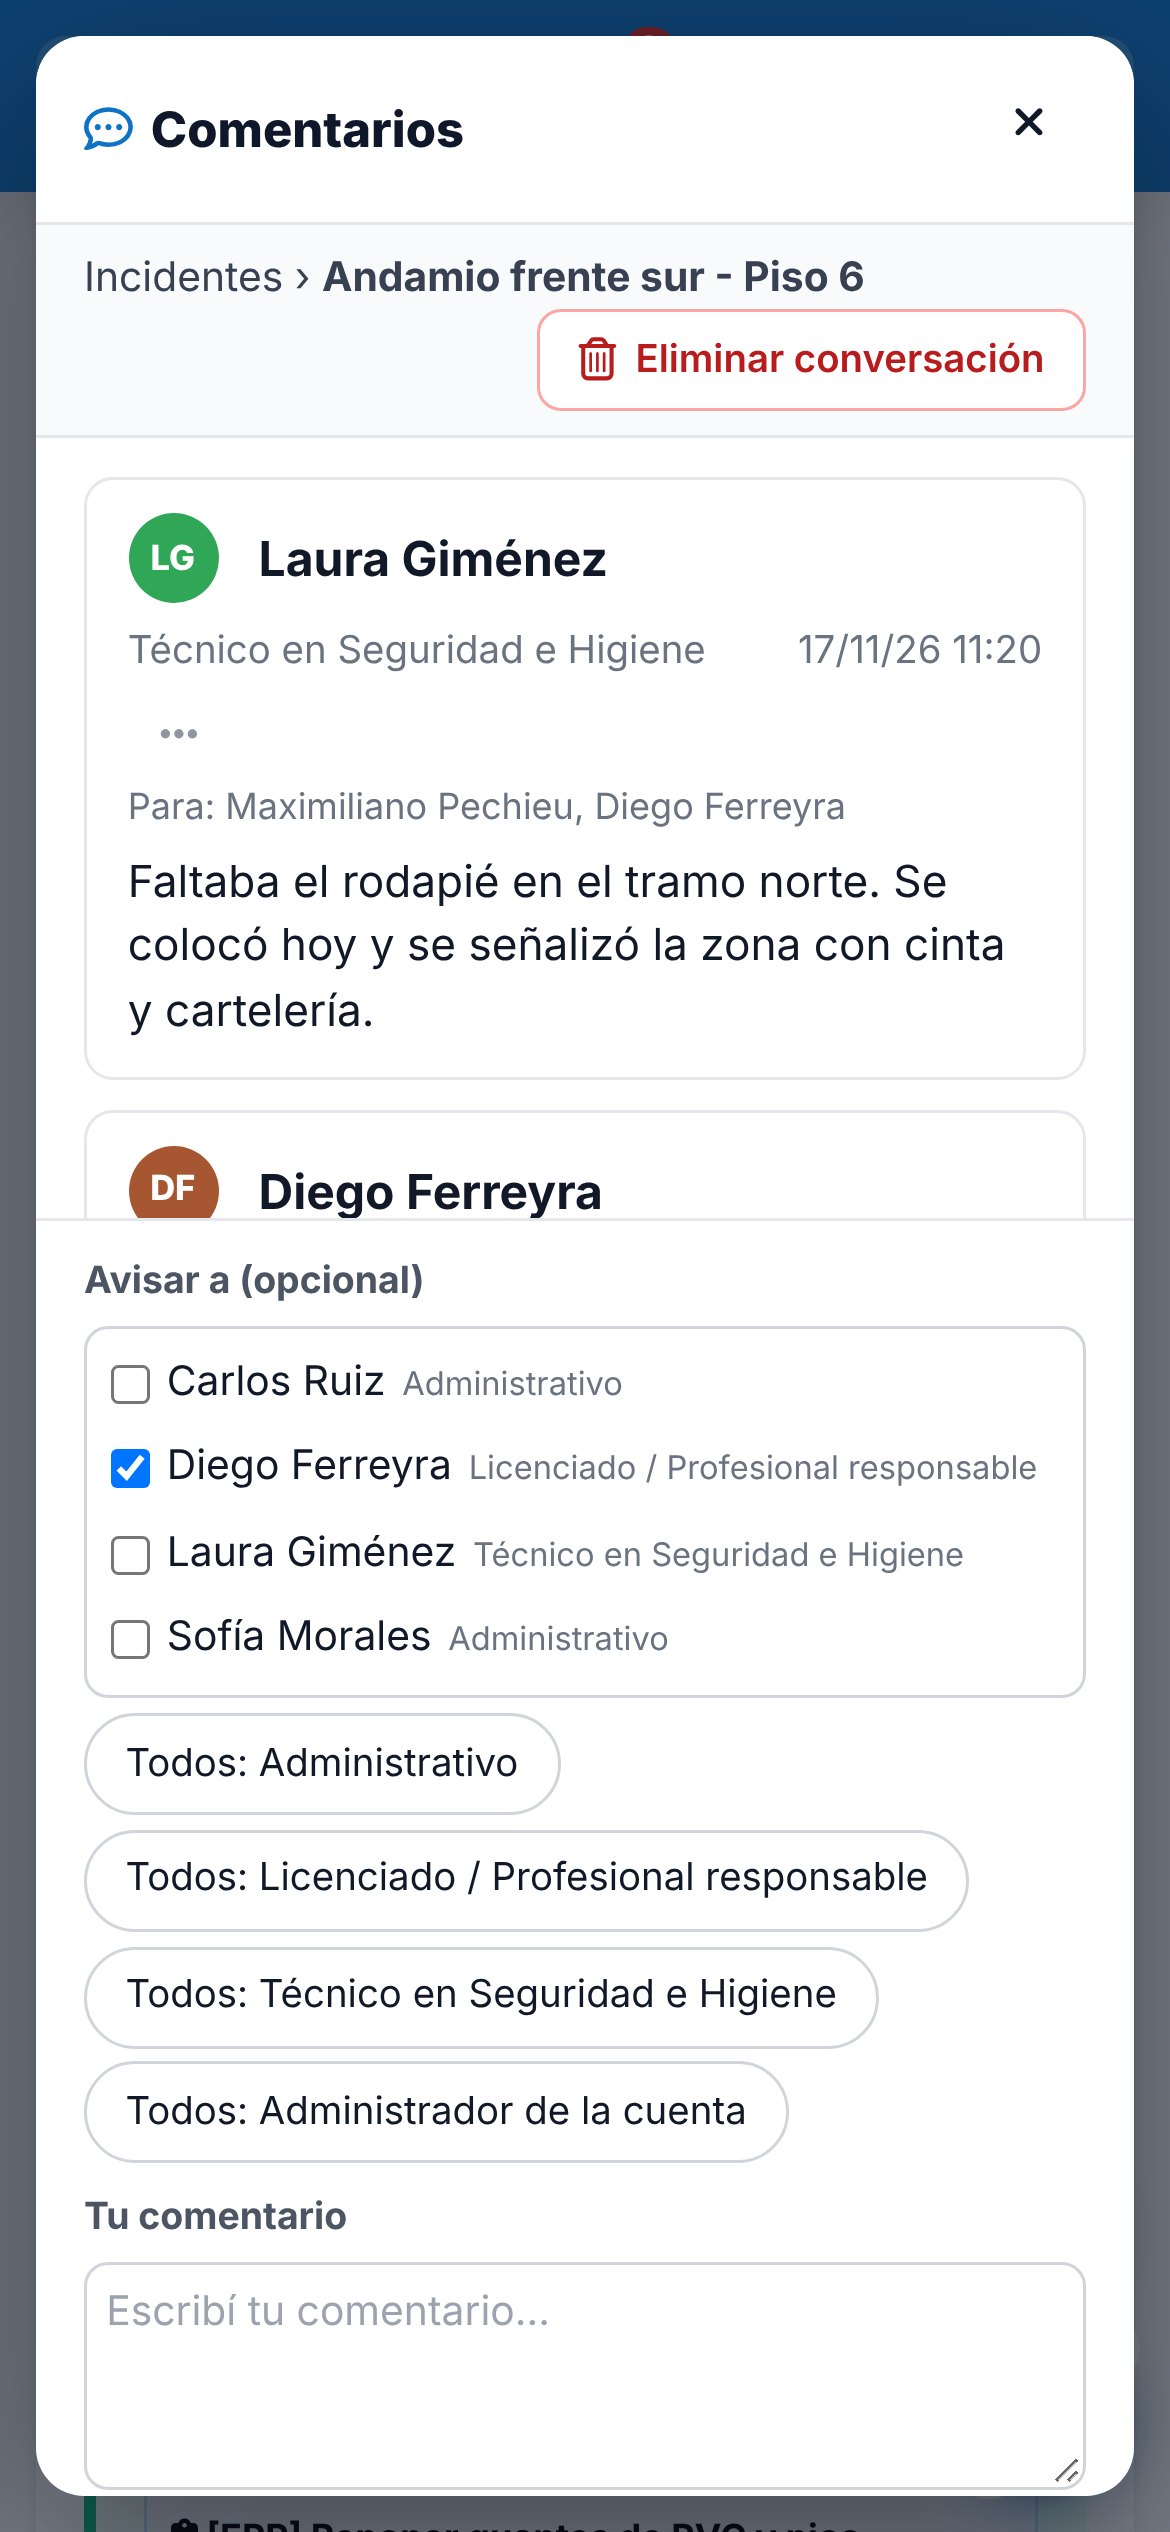 Comentarios
Incidentes › Andamio frente sur - Piso 6
Eliminar conversación
LG Laura Giménez
Técnico en Seguridad e Higiene 17/11/26 11:20
•••
Para: Maximiliano Pechieu, Diego Ferreyra
Faltaba el rodapié en el tramo norte. Se
colocó hoy y se señalizó la zona con cinta
y cartelería.
DF Diego Ferreyra
Avisar a (opcional)
Carlos Ruiz Administrativo
Diego Ferreyra Licenciado / Profesional responsable
Laura Giménez Técnico en Seguridad e Higiene
Sofía Morales Administrativo
Todos: Administrativo
Todos: Licenciado / Profesional responsable
Todos: Técnico en Seguridad e Higiene
Todos: Administrador de la cuenta
Tu comentario
Escribí tu comentario...